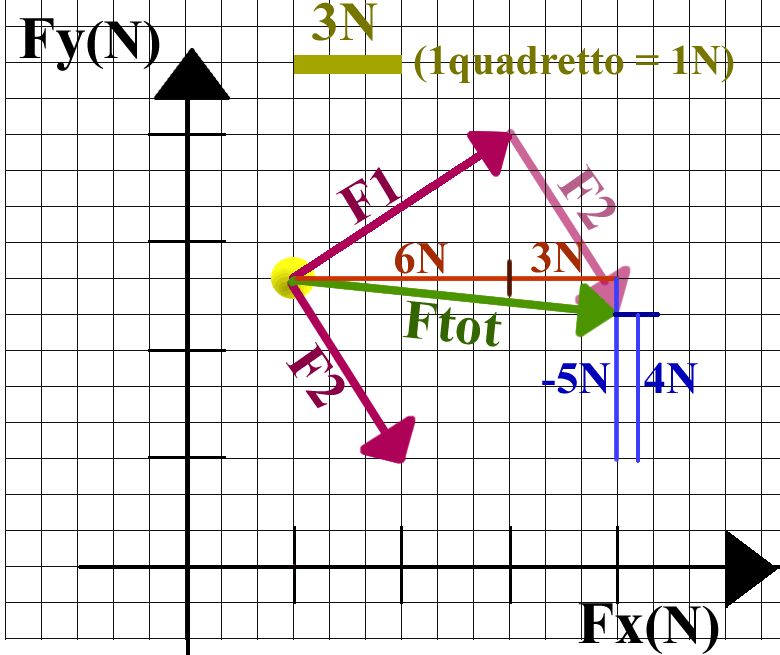 3N
Fy(N)
(1quadretto = 1N)
F1
F2
6N
3N
Ftot
F2
-5N
4N
Fx(N)